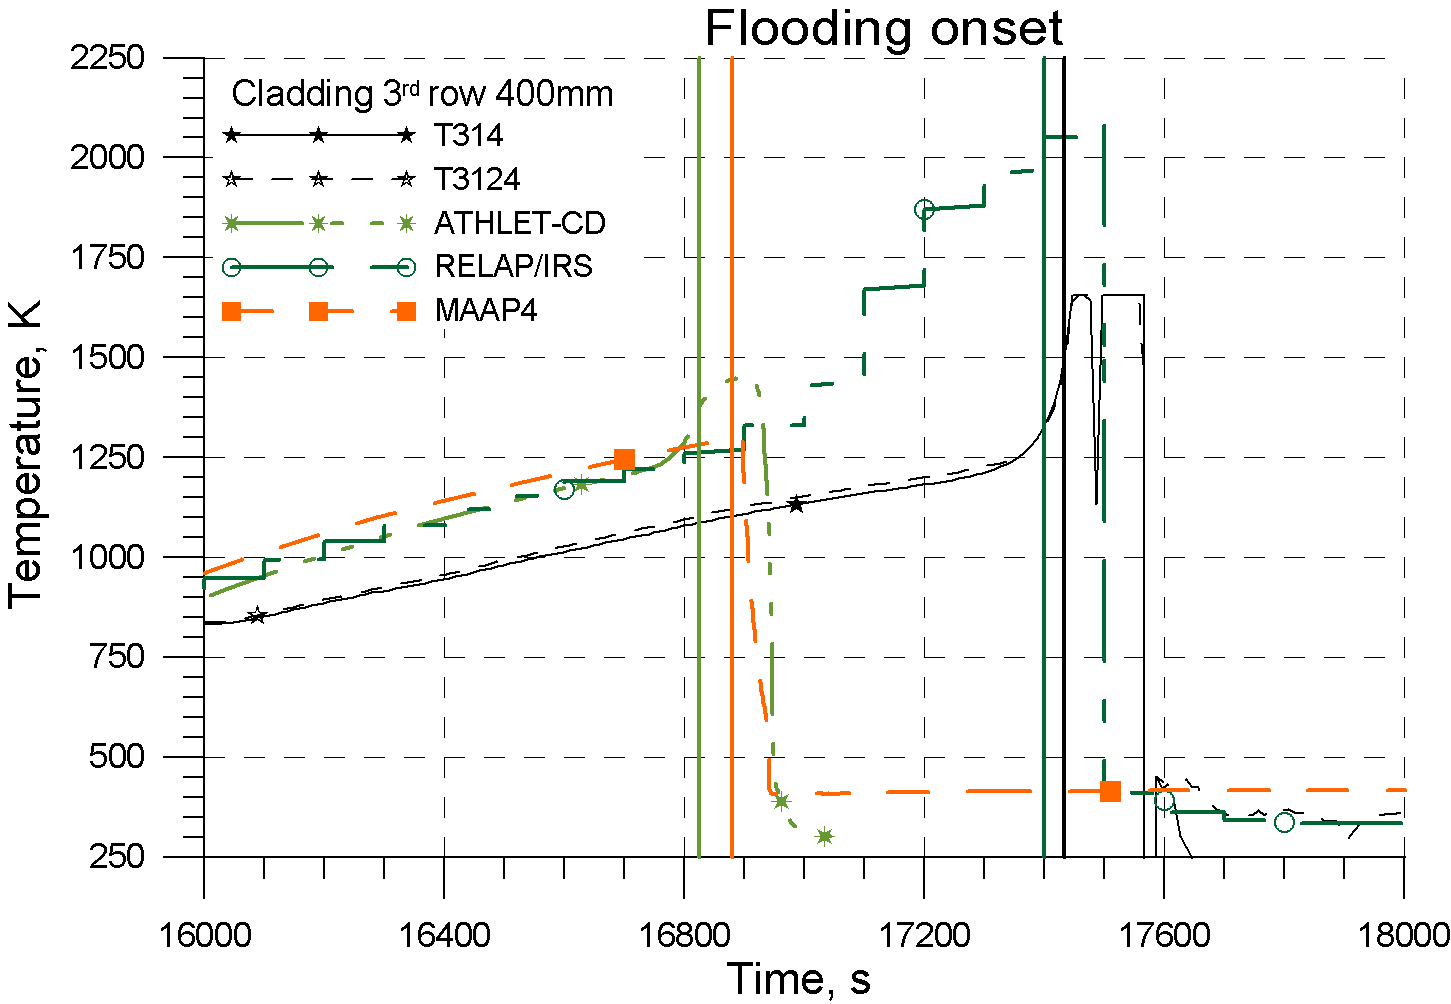 Flooding onset
2250
2000
1750
1500
1250
1000
750
500
250
Temperature, K
Cladding 3rd row 400mm
T314
T3124
ATHLET-CD
RELAP/IRS
MAAP4
16000 16400 16800 17200 17600 18000
Time, s